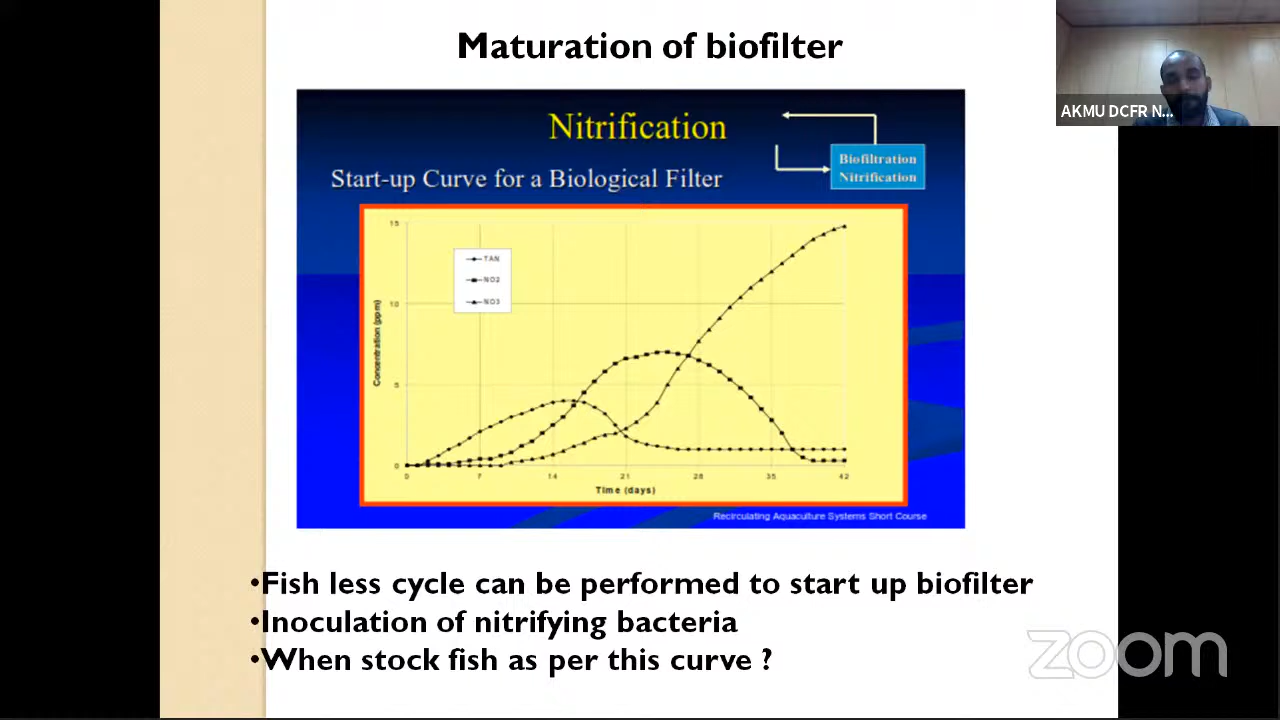 Maturation of biofilter
AKMU DCFR N...
Nitrification
Biofiltration
Nitrification
Start-up Curve for a Biological Filter
15
TAN
NO2
NO3
10
Concentration (ppm)
5
0
0 7 14 21 28 35 42
Time (days)
Recirculating Aquaculture Systems Short Course
•Fish less cycle can be performed to start up biofilter
•Inoculation of nitrifying bacteria
•When stock fish as per this curve ?
zoom